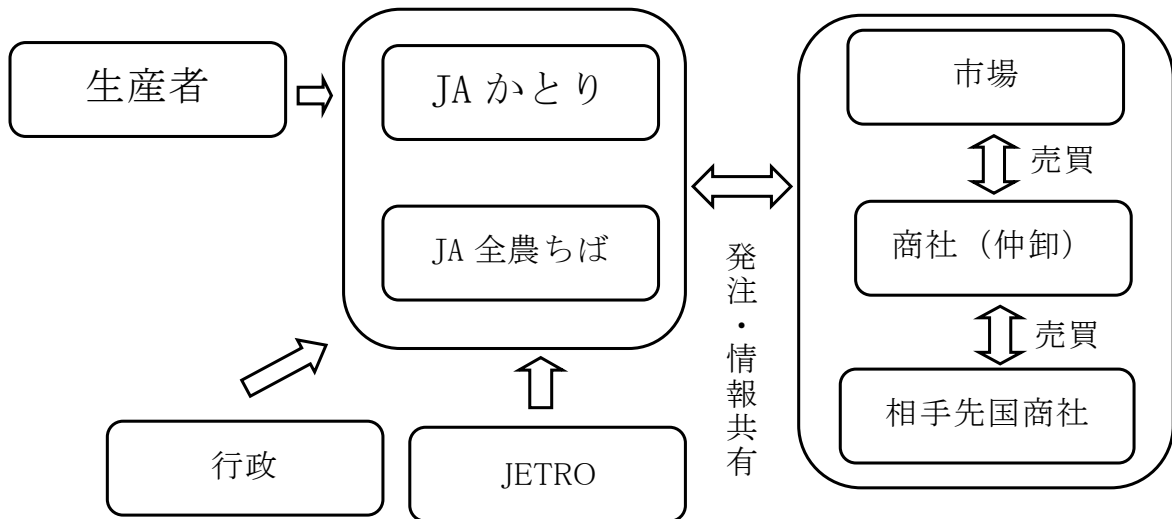 生産者
JA かとり
JA 全農ちば
行政
JETRO
発注・情報共有
市場
売買
商社（仲卸）
売買
相手先国商社